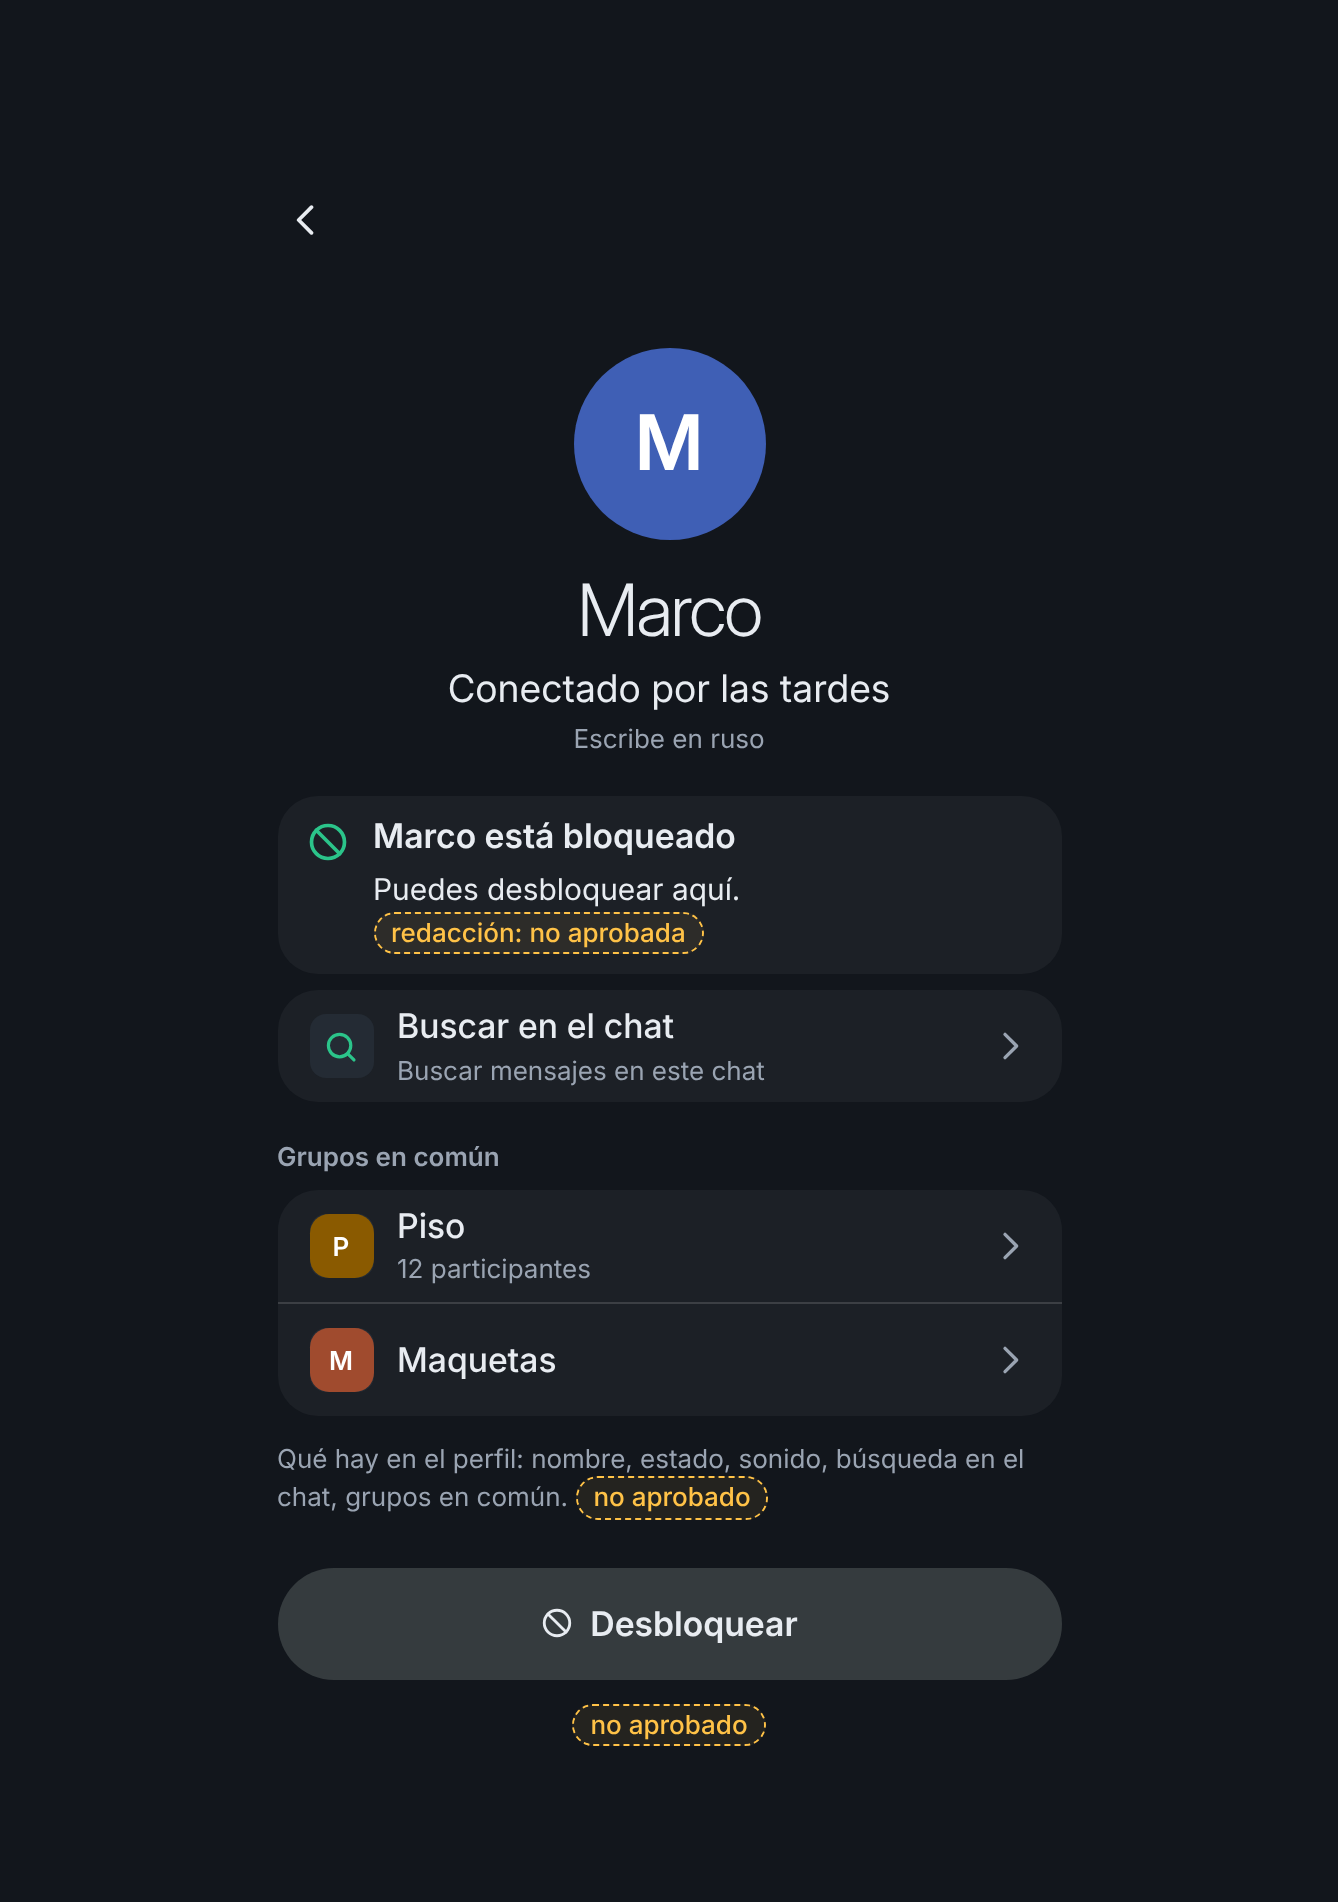 M
Marco
Conectado por las tardes
Escribe en ruso
Marco está bloqueado
Puedes desbloquear aquí.
redacción: no aprobada
Buscar en el chat
Buscar mensajes en este chat
Grupos en común
P
Piso
12 participantes
M
Maquetas
Qué hay en el perfil: nombre, estado, sonido, búsqueda en el
chat, grupos en común. no aprobado
Desbloquear
no aprobado